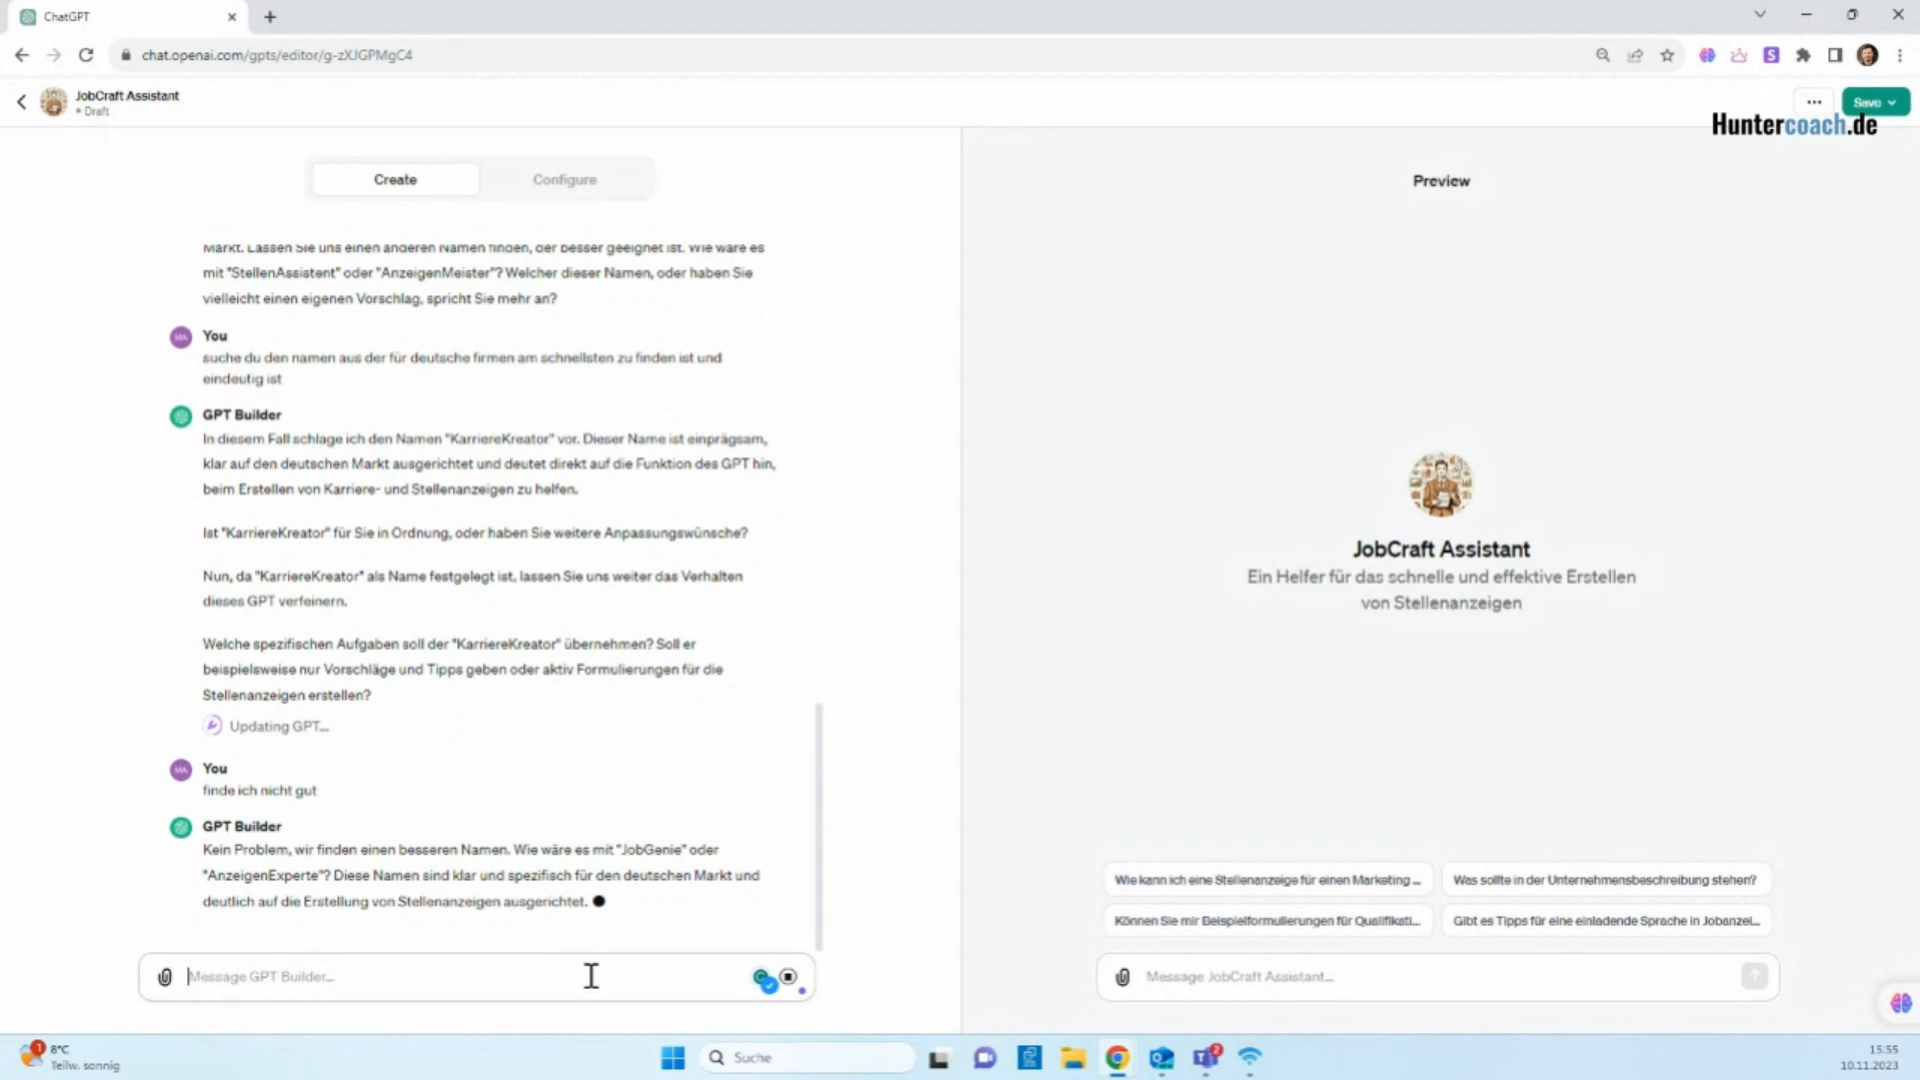 ChatGPT
chat.openai.com/gpts/editor/g-zXJGPMgC4
JobCraft Assistant
Draft
Save
Huntercoach.de
Create
Configure
Preview
Markt. Lassen Sie uns einen anderen Namen finden, der besser geeignet ist. Wie wäre es
mit "StellenAssistent" oder "AnzeigenMeister"? Welcher dieser Namen, oder haben Sie
vielleicht einen eigenen Vorschlag, spricht Sie mehr an?
MA
You
suche du den namen aus der für deutsche firmen am schnellsten zu finden ist und
eindeutig ist
GPT Builder
In diesem Fall schlage ich den Namen "KarriereKreator" vor. Dieser Name ist einprägsam,
klar auf den deutschen Markt ausgerichtet und deutet direkt auf die Funktion des GPT hin,
beim Erstellen von Karriere- und Stellenanzeigen zu helfen.
Ist "KarriereKreator" für Sie in Ordnung, oder haben Sie weitere Anpassungswünsche?
Nun, da "KarriereKreator" als Name festgelegt ist, lassen Sie uns weiter das Verhalten
dieses GPT verfeinern.
Welche spezifischen Aufgaben soll der "KarriereKreator" übernehmen? Soll er
beispielsweise nur Vorschläge und Tipps geben oder aktiv Formulierungen für die
Stellenanzeigen erstellen?
Updating GPT...
MA
You
finde ich nicht gut
GPT Builder
Kein Problem, wir finden einen besseren Namen. Wie wäre es mit "JobGenie" oder
"AnzeigenExperte"? Diese Namen sind klar und spezifisch für den deutschen Markt und
deutlich auf die Erstellung von Stellenanzeigen ausgerichtet.
Message GPT Builder...
JobCraft Assistant
Ein Helfer für das schnelle und effektive Erstellen
von Stellenanzeigen
Wie kann ich eine Stellenanzeige für einen Marketing ...
Was sollte in der Unternehmensbeschreibung stehen?
Können Sie mir Beispielformulierungen für Qualifikati...
Gibt es Tipps für eine einladende Sprache in Jobanzei...
Message JobCraft Assistant...
1
8°C
Teilw. sonnig
Suche
2
15:55
10.11.2023